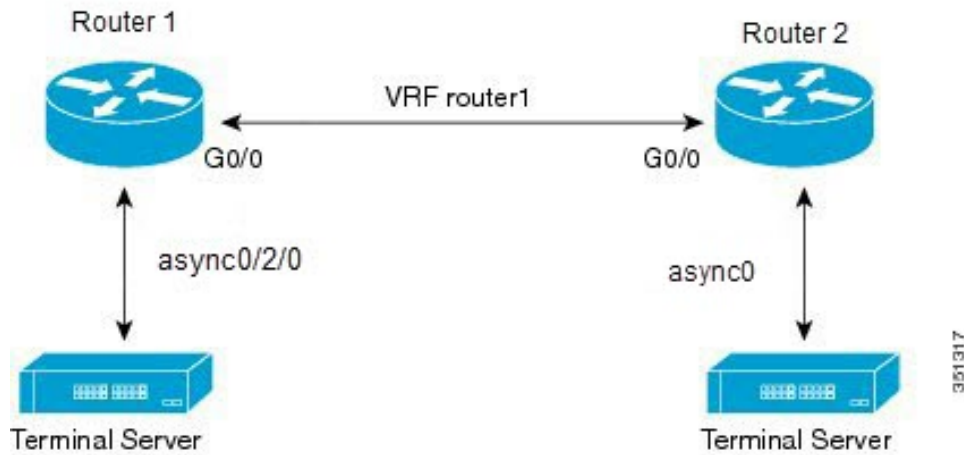 Router 1
Router 2
VRF router1
G0/0
G0/0
async0/2/0
async0
351317
Terminal Server
Terminal Server